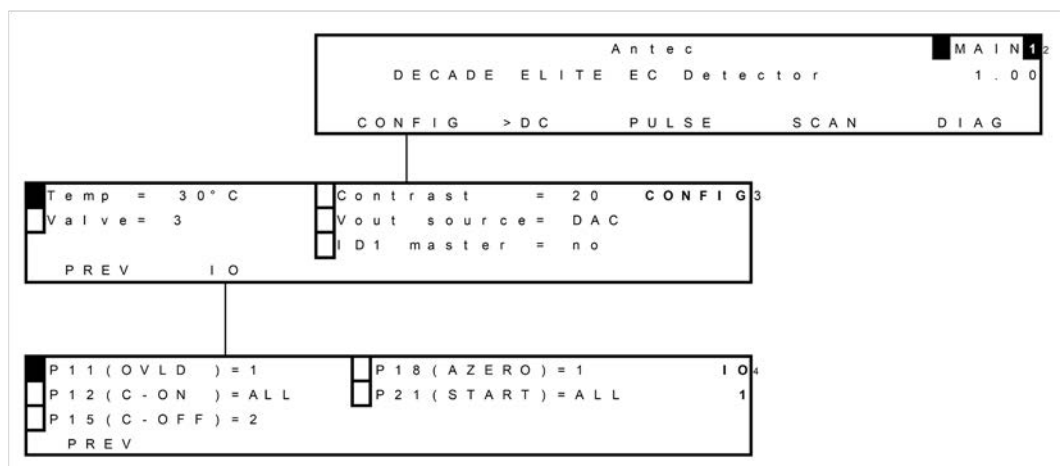 Antec MAIN 1 2
DECADE ELITE EC Detector 1.00
CONFIG >DC PULSE SCAN DIAG
Temp = 30°C Contrast = 20 CONFIG 3
Valve= 3 Vout source= DAC
ID1 master = no
PREV IO
P11(OVLD )=1 P18(AZERO)=1 IO 4
P12(C-ON )=ALL P21(START)=ALL 1
P15(C-OFF)=2
PREV